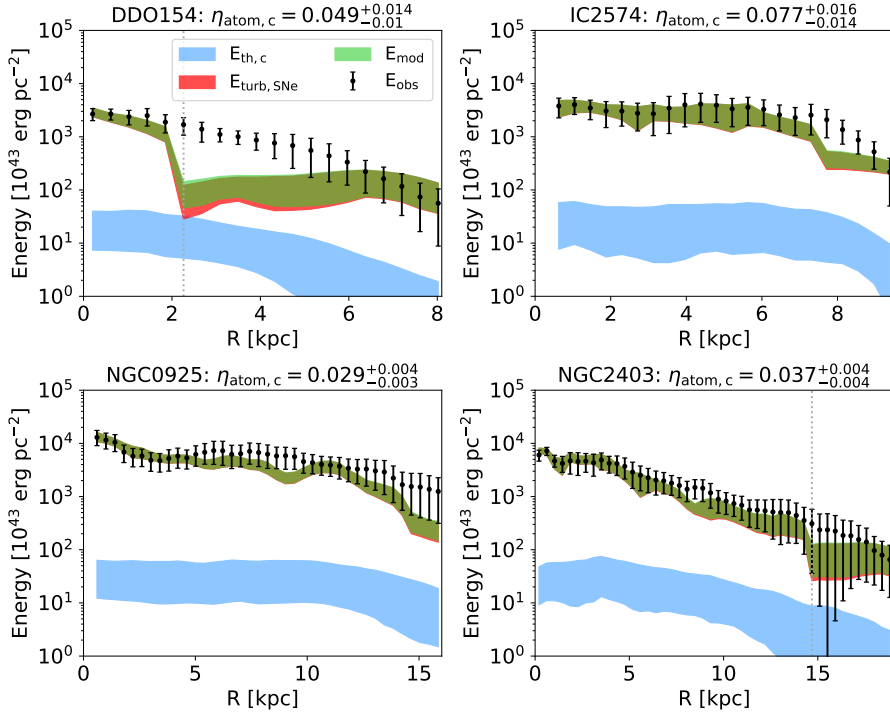 DDO154: η_atom,c = 0.049 +0.014 −0.01
E_th,c E_mod
E_turb,SNe E_obs
Energy [10^43 erg pc^−2]
10^5
10^4
10^3
10^2
10^1
10^0
0 2 4 6 8
R [kpc]
IC2574: η_atom,c = 0.077 +0.016 −0.014
Energy [10^43 erg pc^−2]
10^5
10^4
10^3
10^2
10^1
10^0
0 2 4 6 8
R [kpc]
NGC0925: η_atom,c = 0.029 +0.004 −0.003
Energy [10^43 erg pc^−2]
10^5
10^4
10^3
10^2
10^1
10^0
0 5 10 15
R [kpc]
NGC2403: η_atom,c = 0.037 +0.004 −0.004
Energy [10^43 erg pc^−2]
10^5
10^4
10^3
10^2
10^1
10^0
0 5 10 15
R [kpc]